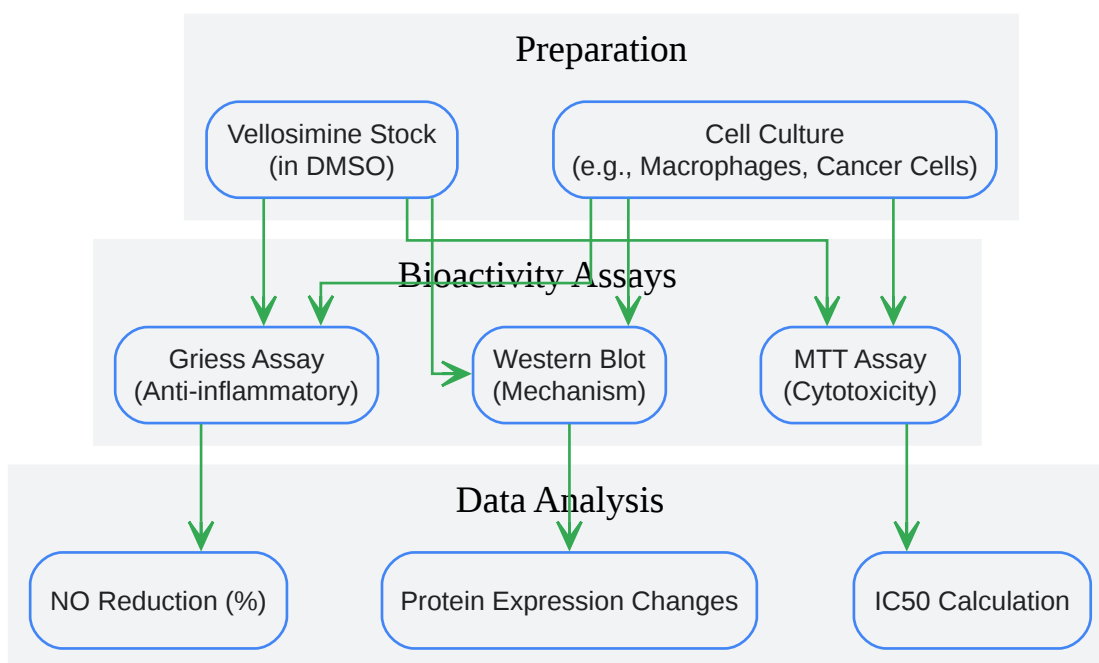 Preparation
Vellosimine Stock
(in DMSO)
Cell Culture
(e.g., Macrophages, Cancer Cells)
Bioactivity Assays
Griess Assay
(Anti-inflammatory)
Western Blot
(Mechanism)
MTT Assay
(Cytotoxicity)
Data Analysis
NO Reduction (%)
Protein Expression Changes
IC50 Calculation